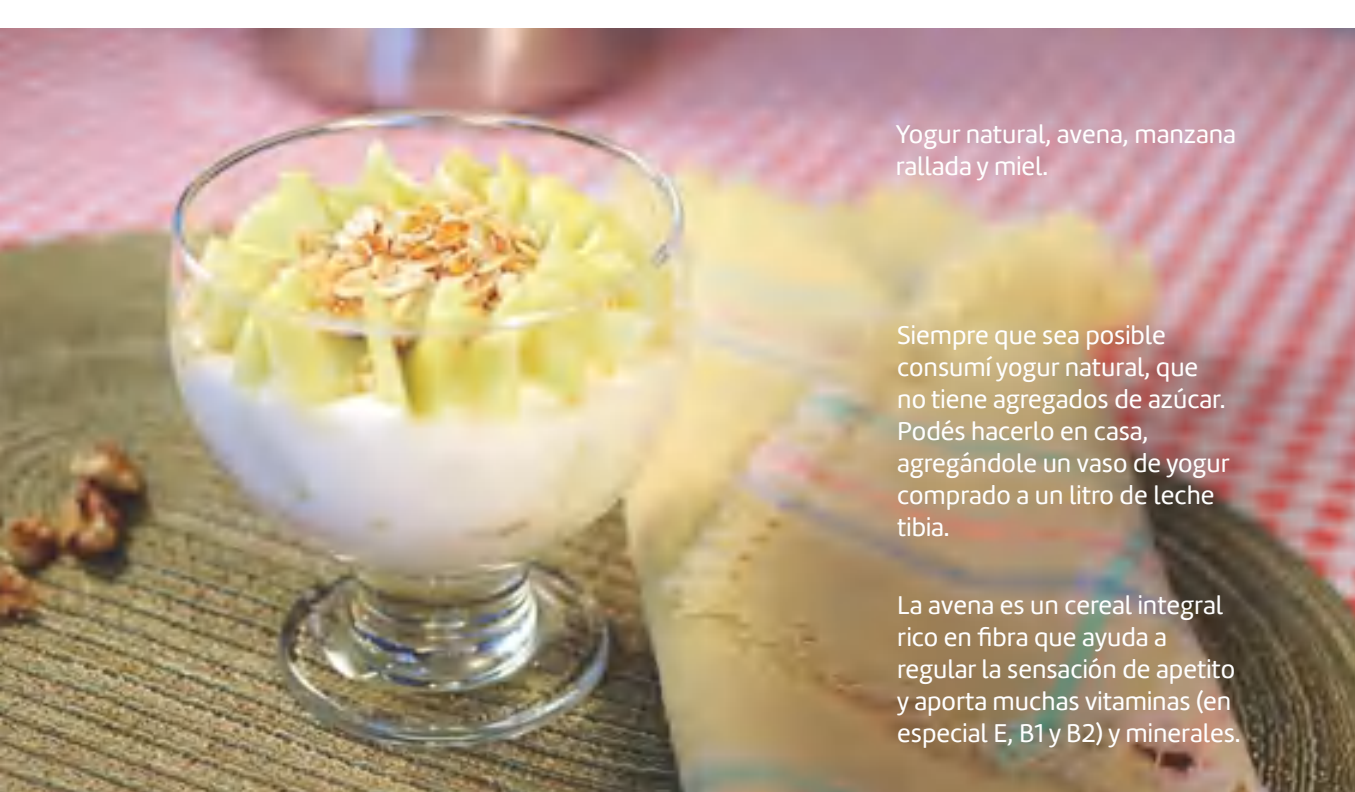 Yogur natural, avena, manzana
rallada y miel.
Siempre que sea posible
consumí yogur natural, que
no tiene agregados de azúcar.
Podés hacerlo en casa,
agregándole un vaso de yogur
comprado a un litro de leche
tibia.
La avena es un cereal integral
rico en fibra que ayuda a
regular la sensación de apetito
y aporta muchas vitaminas (en
especial E, B1 y B2) y minerales.